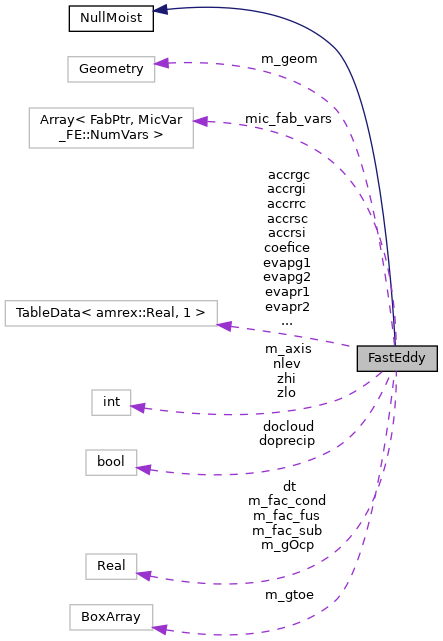 NullMoist
Geometry
m_geom
Array< FabPtr, MicVar
_FE::NumVars >
mic_fab_vars
accrgc
accrgi
accrrc
accrsc
accrsi
coefice
evapg1
evapg2
evapr1
evapr2
...
TableData< amrex::Real, 1 >
FastEddy
m_axis
nlev
zhi
zlo
int
docloud
doprecip
bool
dt
m_fac_cond
m_fac_fus
m_fac_sub
m_gOcp
Real
m_gtoe
BoxArray